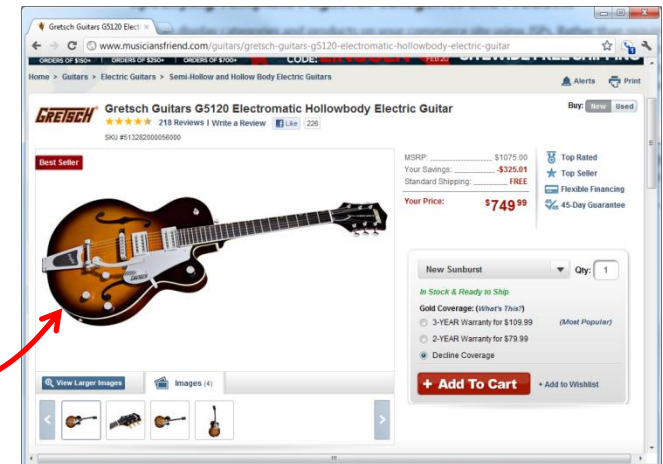 Gretsch Guitars G5120 Elect
www.musiciansfriend.com/guitars/gretsch-guitars-g5120-electromatic-hollowbody-electric-guitar
ORDERS OF $150+ | ORDERS OF $250+ | ORDERS OF $700+ CODE:
Home > Guitars > Electric Guitars > Semi-Hollow and Hollow Body Electric Guitars
Alerts Print
GRETSCH Gretsch Guitars G5120 Electromatic Hollowbody Electric Guitar Buy: New Used
218 Reviews | Write a Review Like 226
SKU #513282000056000
Best Seller
MSRP: $1075.00 Top Rated
Your Savings: -$325.01 Top Seller
Standard Shipping: FREE Flexible Financing
Your Price: $749.99 45-Day Guarantee
GRETSCH
New Sunburst Qty: 1
In Stock & Ready to Ship
Gold Coverage: (What's This?)
3-YEAR Warranty for $109.99 (Most Popular)
2-YEAR Warranty for $79.99
Decline Coverage
View Larger Images Images (4)
+ Add To Cart + Add to Wishlist